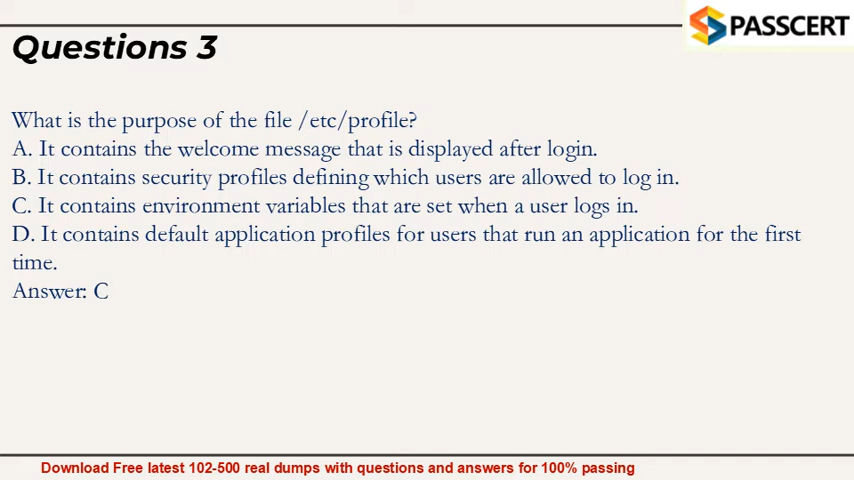 PASSCERT
Questions 3
What is the purpose of the file /etc/profile?
A. It contains the welcome message that is displayed after login.
B. It contains security profiles defining which users are allowed to log in.
C. It contains environment variables that are set when a user logs in.
D. It contains default application profiles for users that run an application for the first
time.
Answer: C
Download Free latest 102-500 real dumps with questions and answers for 100% passing